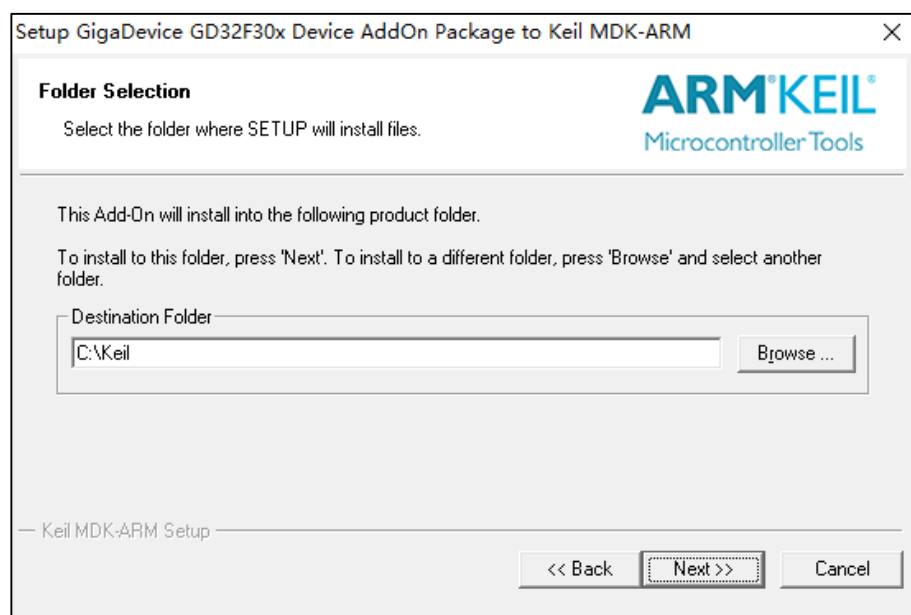 Setup GigaDevice GD32F30x Device AddOn Package to Keil MDK-ARM
Folder Selection
Select the folder where SETUP will install files.
ARM®KEIL®
Microcontroller Tools
This Add-On will install into the following product folder.
To install to this folder, press 'Next'. To install to a different folder, press 'Browse' and select another
folder.
Destination Folder
C:\Keil
Browse ...
Keil MDK-ARM Setup
<< Back
Next >>
Cancel